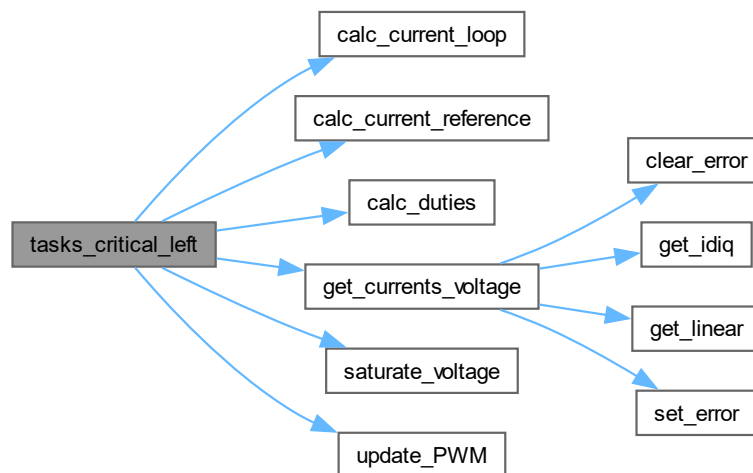 calc_current_loop
calc_current_reference
clear_error
calc_duties
tasks_critical_left
get_idiq
get_currents_voltage
get_linear
saturate_voltage
set_error
update_PWM